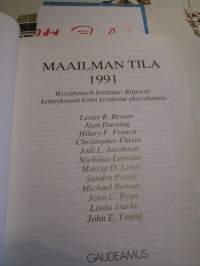 MAAILMAN TILA
1991
Worldwatch Institute: Raportti
kehityksestä kohti kestävää yhteiskuntaa
Lester R. Brown
Alan Durning
Hilary F. French
Christopher Flavin
Jodi L. Jacobson
Nicholas Lenssen
Marcia D. Lowe
Sandra Postel
Michael Renner
John C. Ryan
Linda Starke
John E. Young
GAUDEAMUS